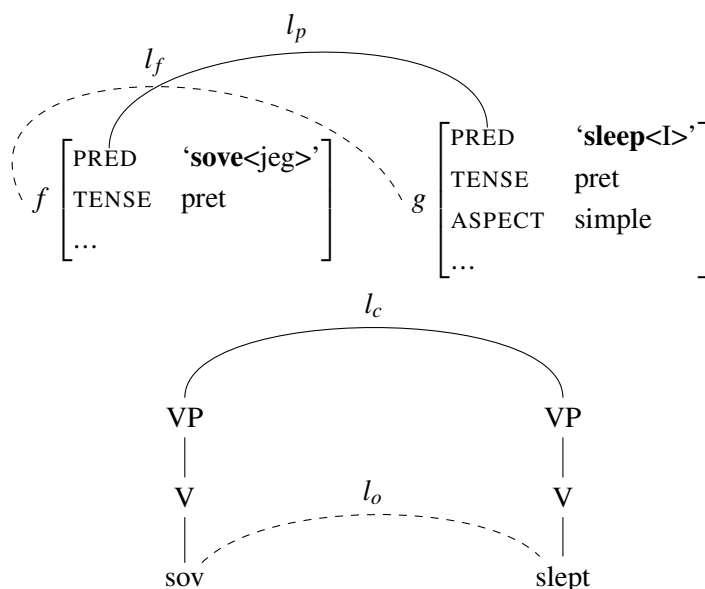 l_p
l_f
PRED ‘sove<jeg>’
f TENSE pret
...
PRED ‘sleep<I>’
g TENSE pret
ASPECT simple
...
l_c
VP VP
V V
l_o
sov slept